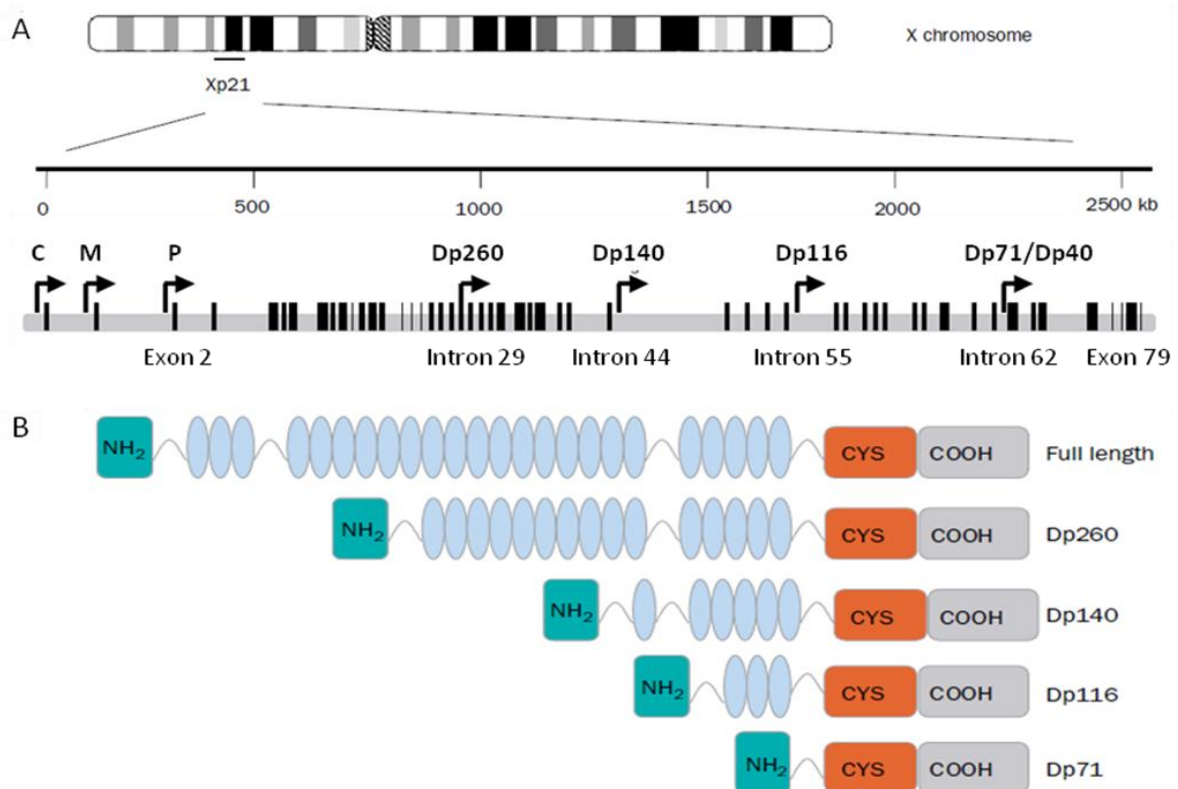 A
X chromosome
Xp21
0 500 1000 1500 2000 2500 kb
C M P Dp260 Dp140 Dp116 Dp71/Dp40
Exon 2 Intron 29 Intron 44 Intron 55 Intron 62 Exon 79
B
NH2 CYS COOH Full length
NH2 CYS COOH Dp260
NH2 CYS COOH Dp140
NH2 CYS COOH Dp116
NH2 CYS COOH Dp71